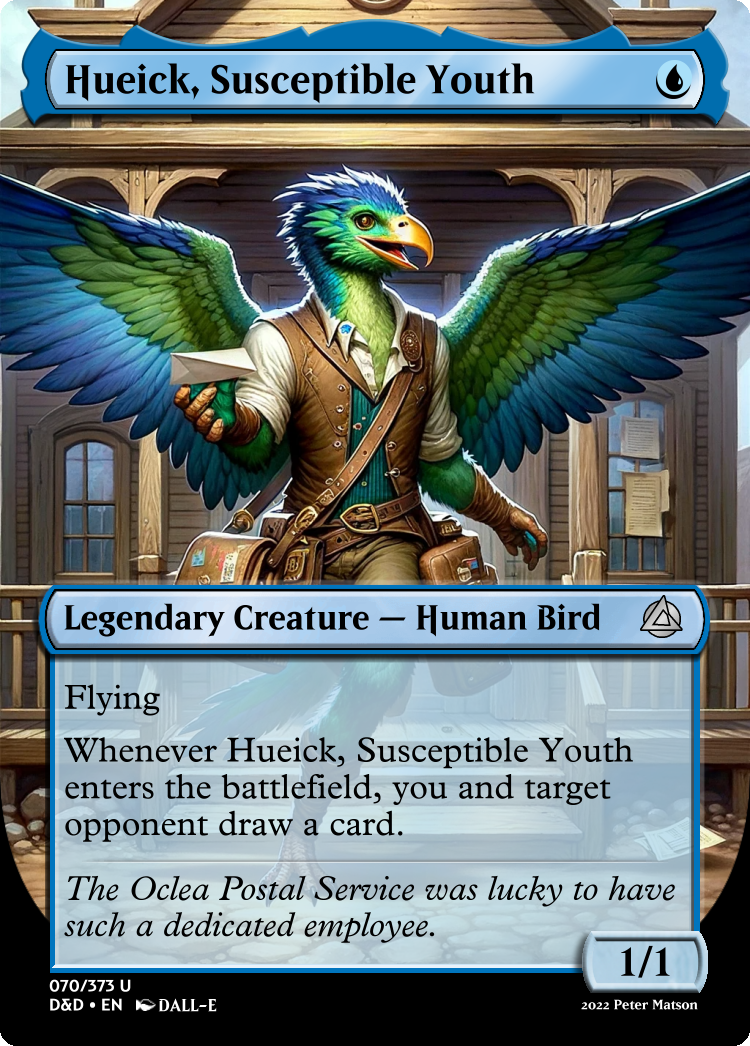 Hueick, Susceptible Youth
Legendary Creature — Human Bird
Flying
Whenever Hueick, Susceptible Youth
enters the battlefield, you and target
opponent draw a card.
The Oclea Postal Service was lucky to have
such a dedicated employee.
1/1
070/373 U
D&D • EN DALL-E
2022 Peter Matson